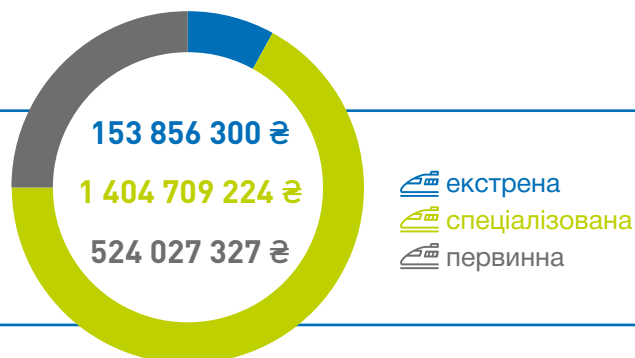 153 856 300 ₴
1 404 709 224 ₴
524 027 327 ₴
екстрена
спеціалізована
первинна